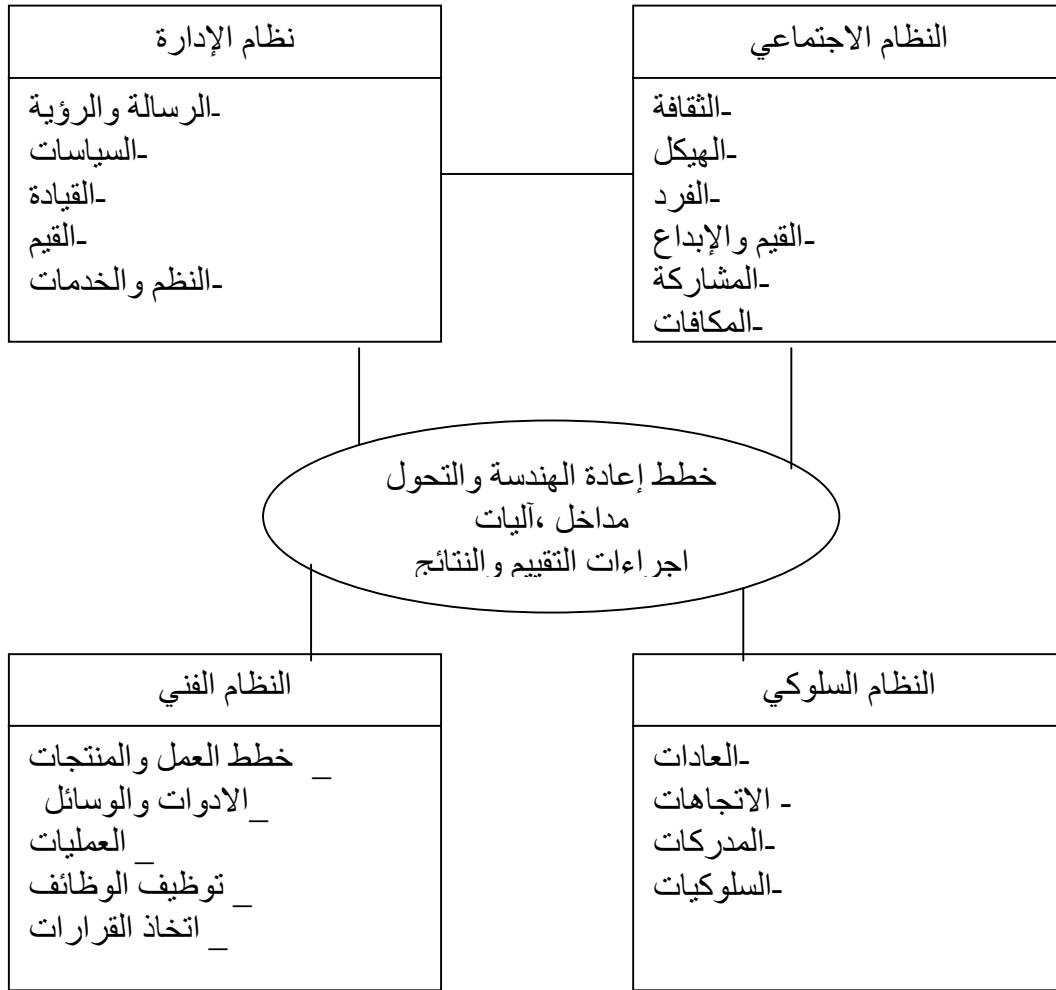 النظام الاجتماعي
-الثقافة
-الهيكل
-الفرد
-القيم والإبداع
-المشاركة
-المكافات
نظام الإدارة
-الرسالة والرؤية
-السياسات
-القيادة
-القيم
-النظم والخدمات
خطط إعادة الهندسة والتحول
مداخل ،آليات
اجراءات التقييم والنتائج
النظام السلوكي
-العادات
- الاتجاهات
-المدركات
-السلوكيات
النظام الفني
_ خطط العمل والمنتجات
_الادوات والوسائل
_ العمليات
_ توظيف الوظائف
_ اتخاذ القرارات